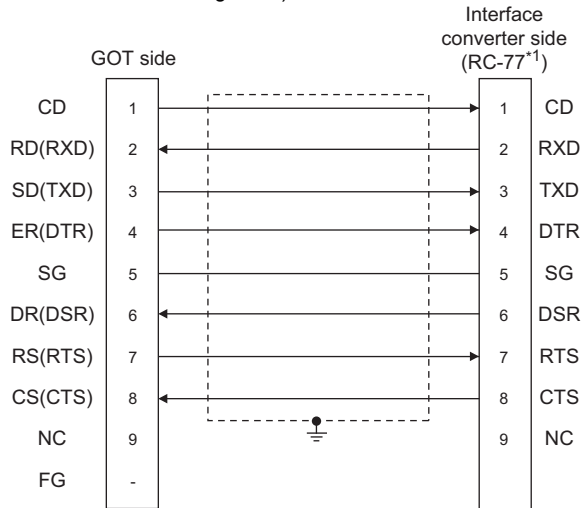 Interface
converter side
(RC-77*1)
GOT side
CD 1 1 CD
RD(RXD) 2 2 RXD
SD(TXD) 3 3 TXD
ER(DTR) 4 4 DTR
SG 5 5 SG
DR(DSR) 6 6 DSR
RS(RTS) 7 7 RTS
CS(CTS) 8 8 CTS
NC 9 9 NC
FG -